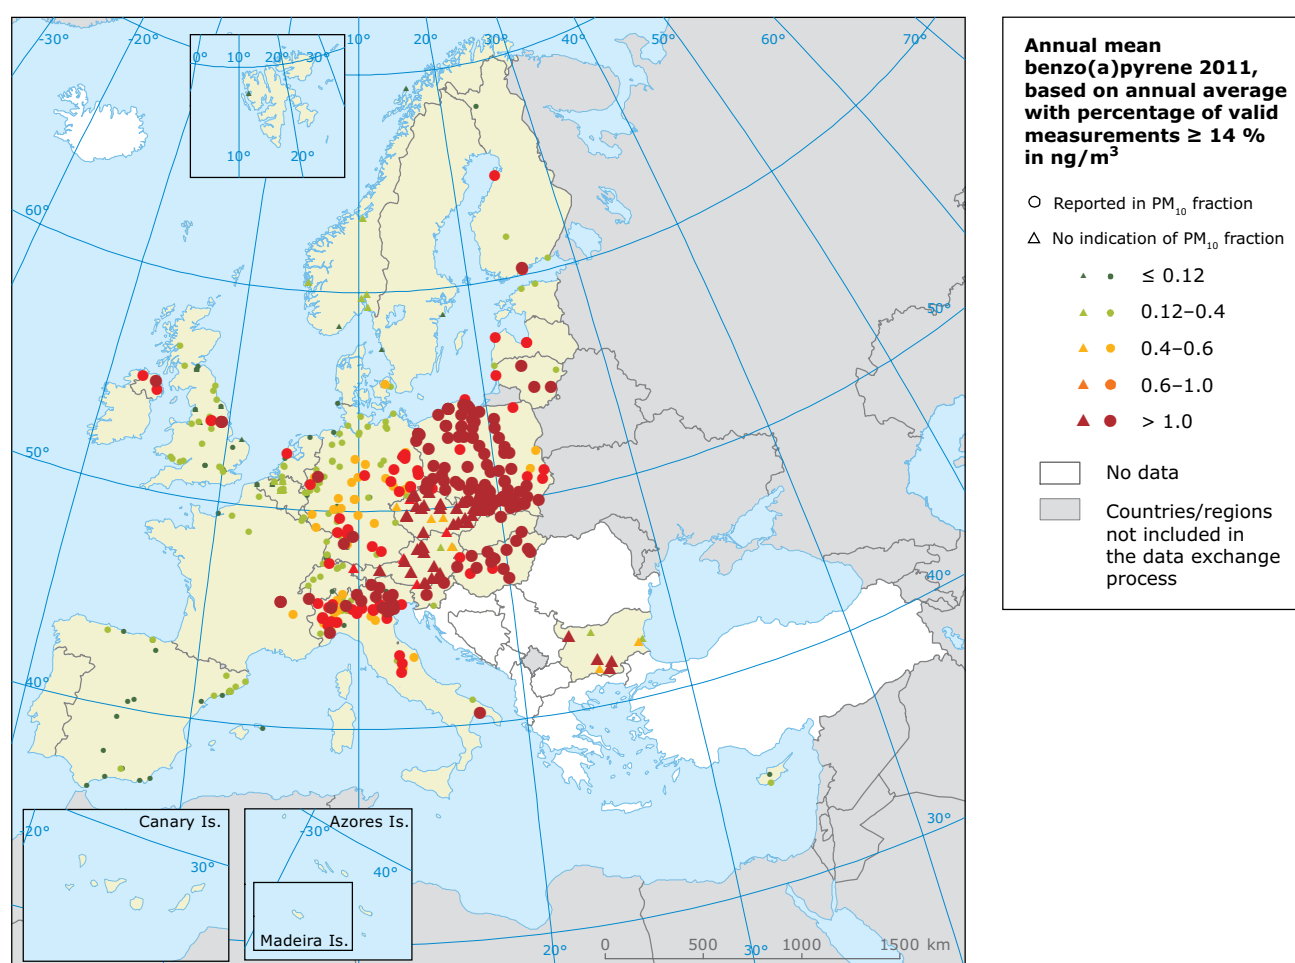 -30°
-20°
10°
20°
30°
40°
50°
60°
70°
0°
10°
20°
30°
10°
20°
60°
50°
50°
40°
40°
Canary Is.
-20°
30°
Azores Is.
-30°
40°
Madeira Is.
30°
20°
30°
0
500
1000
1500 km
Annual mean
benzo(a)pyrene 2011,
based on annual average
with percentage of valid
measurements ≥ 14 %
in ng/m³
Reported in PM₁₀ fraction
No indication of PM₁₀ fraction
≤ 0.12
0.12–0.4
0.4–0.6
0.6–1.0
> 1.0
No data
Countries/regions
not included in
the data exchange
process